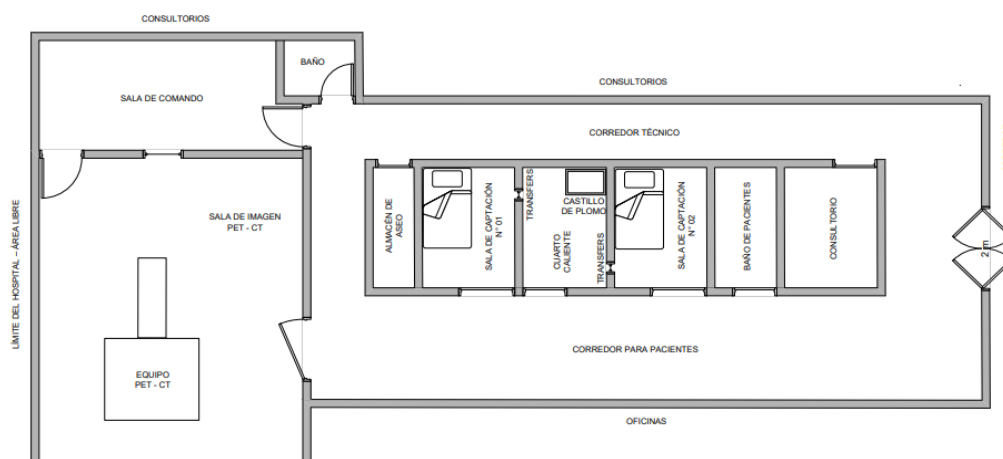 CONSULTORIOS
BAÑO
SALA DE COMANDO
CONSULTORIOS
CORREDOR TÉCNICO
LÍMITE DEL HOSPITAL – ÁREA LIBRE
SALA DE IMAGEN
PET - CT
ALMACÉN DE
ASEO
SALA DE CAPTACIÓN
N° 01
TRANSFERS
CASTILLO
DE PLOMO
CUARTO
CALIENTE
TRANSFERS
SALA DE CAPTACIÓN
N° 02
BAÑO DE PACIENTES
CONSULTORIO
2 m
CORREDOR PARA PACIENTES
EQUIPO
PET - CT
OFICINAS